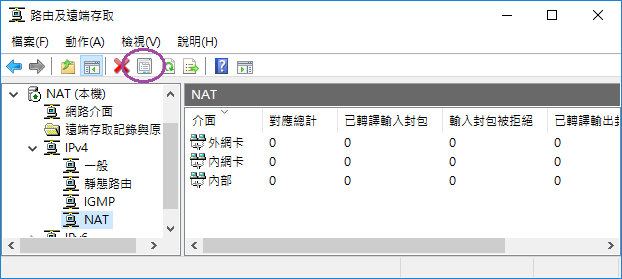 路由及遠端存取
檔案(F) 動作(A) 檢視(V) 說明(H)
NAT (本機)
網路介面
遠端存取記錄與原
IPv4
一般
靜態路由
IGMP
NAT
IPv6
NAT
介面 對應總計 已轉譯輸入封包 輸入封包被拒絕 已轉譯輸出封
外網卡 0 0 0 0
內網卡 0 0 0 0
內部 0 0 0 0